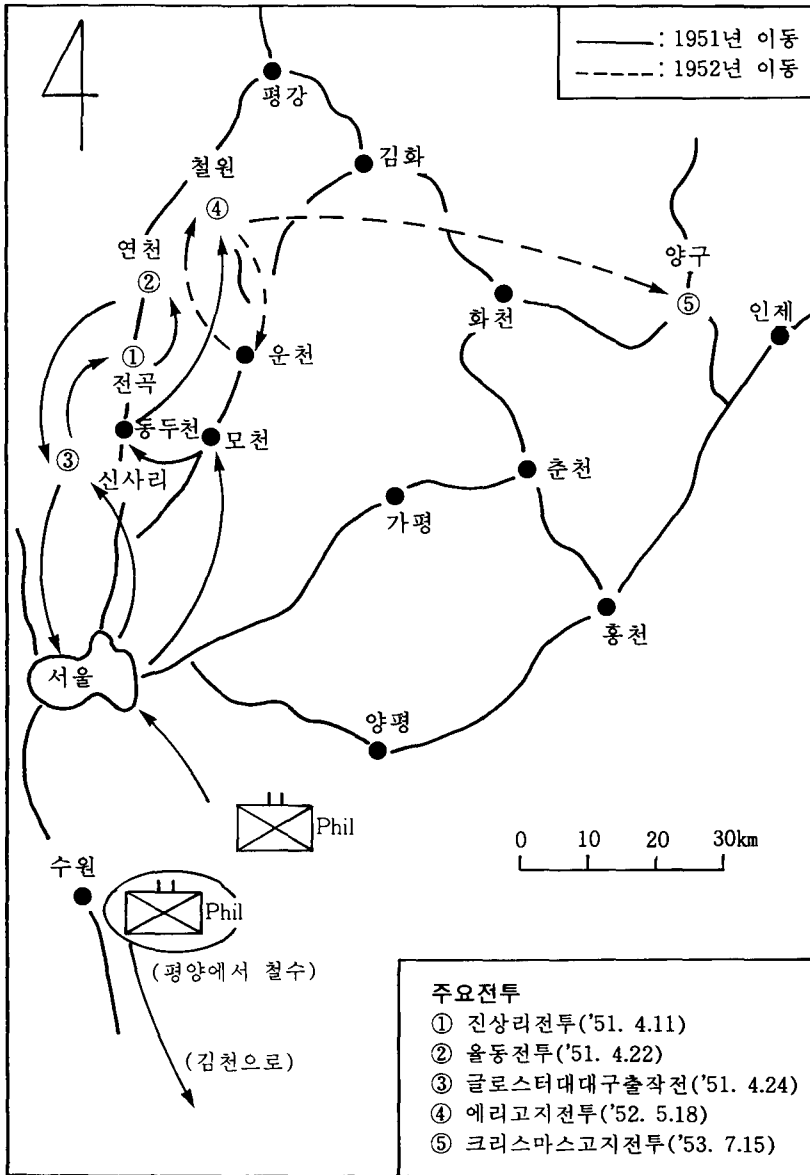 ———: 1951년 이동
-----: 1952년 이동
평강
김화
철원
④
연천
②
양구
⑤
화천
인제
①
전곡
운천
동두천
모천
③
신사리
춘천
가평
홍천
서울
양평
Phil
0 10 20 30km
수원
Phil
(평양에서 철수)
(김천으로)
주요전투
① 진상리전투('51. 4.11)
② 율동전투('51. 4.22)
③ 글로스터대대구출작전('51. 4.24)
④ 에리고지전투('52. 5.18)
⑤ 크리스마스고지전투('53. 7.15)